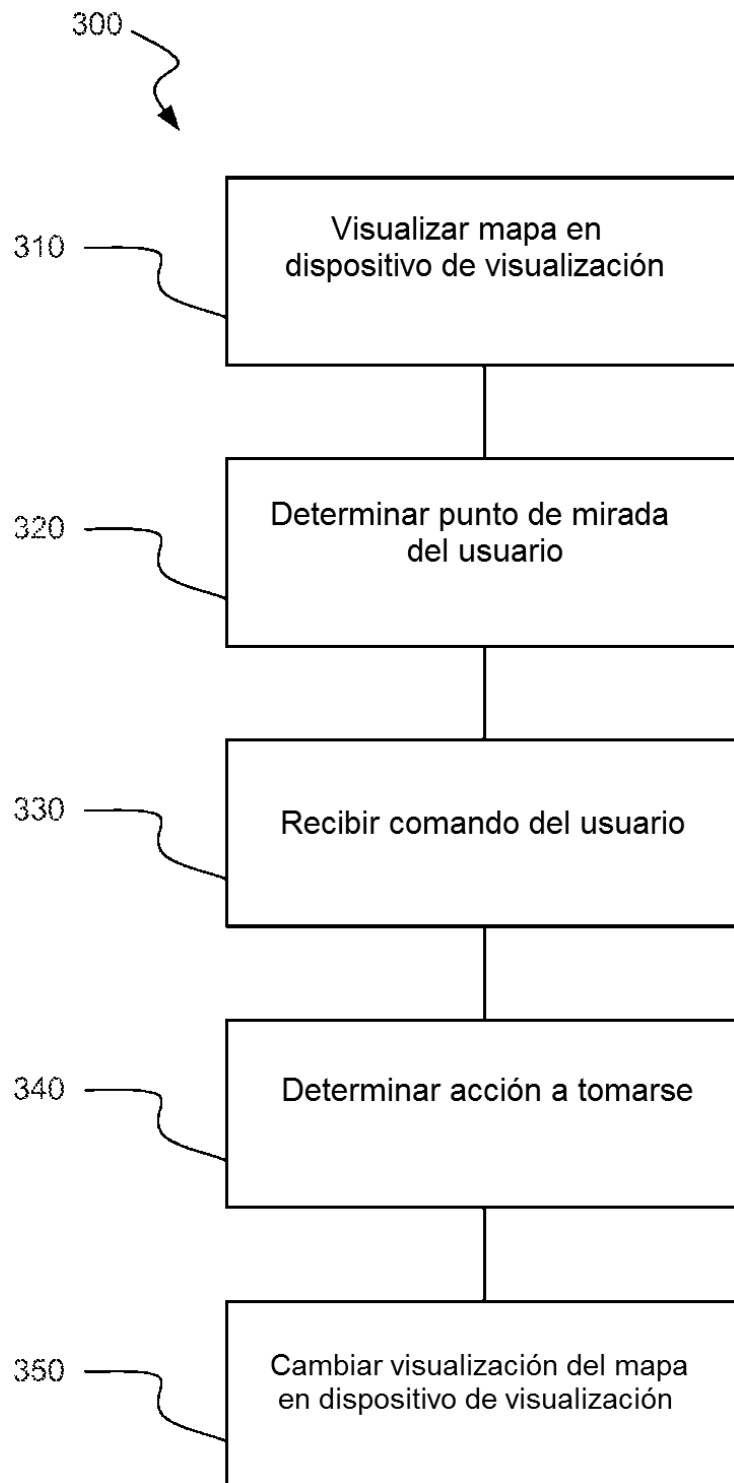 300
310
Visualizar mapa en
dispositivo de visualización
320
Determinar punto de mirada
del usuario
330
Recibir comando del usuario
340
Determinar acción a tomarse
350
Cambiar visualización del mapa
en dispositivo de visualización